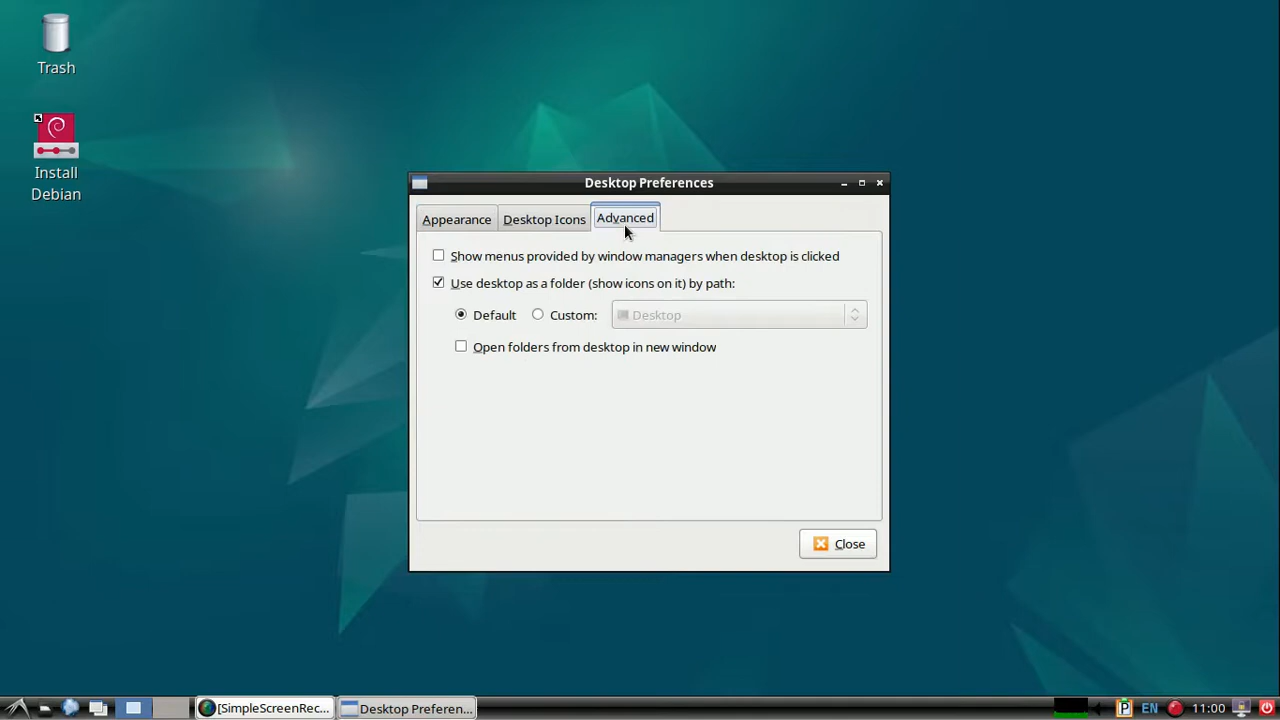 Trash
Install
Debian
Desktop Preferences
Appearance
Desktop Icons
Advanced
Show menus provided by window managers when desktop is clicked
Use desktop as a folder (show icons on it) by path:
Default
Custom:
Desktop
Open folders from desktop in new window
Close
[SimpleScreenRec...
Desktop Preferen...
P
EN
11:00